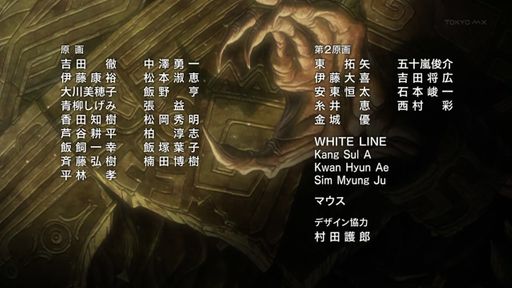 TOKYO MX
原画
吉田 徹 中澤勇一
伊藤康裕 松本淑恵
大川美穂子 飯野 亨
青柳しげみ 張 益
香田知樹 松岡秀明
芦谷耕平 柏 淳志
飯飼一幸 飯塚葉子
斉藤弘樹 楠田博樹
平林 孝
第2原画
東 拓矢 五十嵐俊介
伊藤大喜 吉田将広
安東恒太 石本峻一
糸井 恵 西村 彩
金城 優
WHITE LINE
Kang Sul A
Kwan Hyun Ae
Sim Myung Ju
マウス
デザイン協力
村田護郎